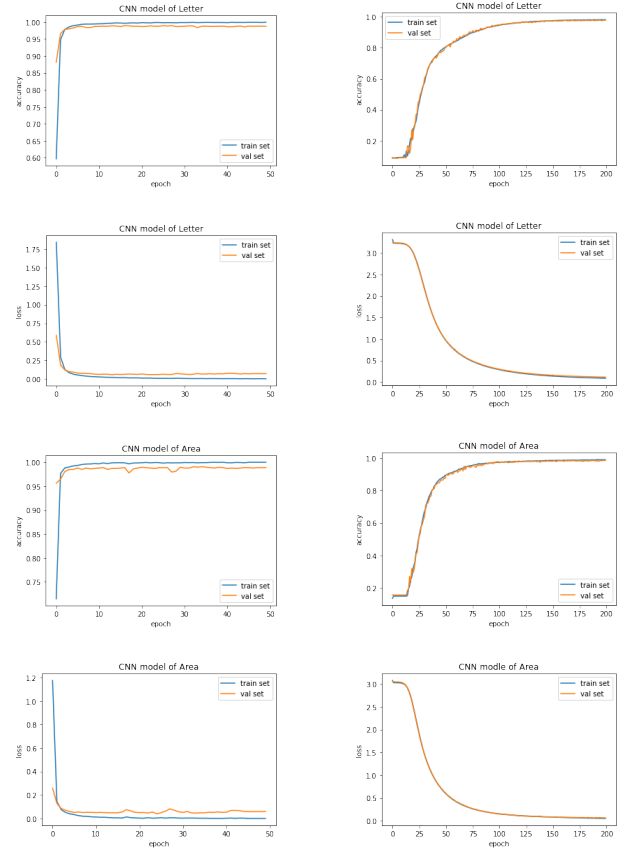 CNN model of Letter
accuracy
1.00
0.95
0.90
0.85
0.80
0.75
0.70
0.65
0.60
train set
val set
0 10 20 30 40 50
epoch
CNN model of Letter
train set
val set
accuracy
1.0
0.8
0.6
0.4
0.2
0 25 50 75 100 125 150 175 200
epoch
CNN model of Letter
train set
val set
loss
1.75
1.50
1.25
1.00
0.75
0.50
0.25
0.00
0 10 20 30 40 50
epoch
CNN model of Letter
train set
val set
loss
3.0
2.5
2.0
1.5
1.0
0.5
0.0
0 25 50 75 100 125 150 175 200
epoch
CNN model of Area
accuracy
1.00
0.95
0.90
0.85
0.80
0.75
train set
val set
0 10 20 30 40 50
epoch
CNN model of Area
accuracy
1.0
0.8
0.6
0.4
0.2
train set
val set
0 25 50 75 100 125 150 175 200
epoch
CNN model of Area
train set
val set
loss
1.2
1.0
0.8
0.6
0.4
0.2
0.0
0 10 20 30 40 50
epoch
CNN modle of Area
train set
val set
loss
3.0
2.5
2.0
1.5
1.0
0.5
0.0
0 25 50 75 100 125 150 175 200
epoch